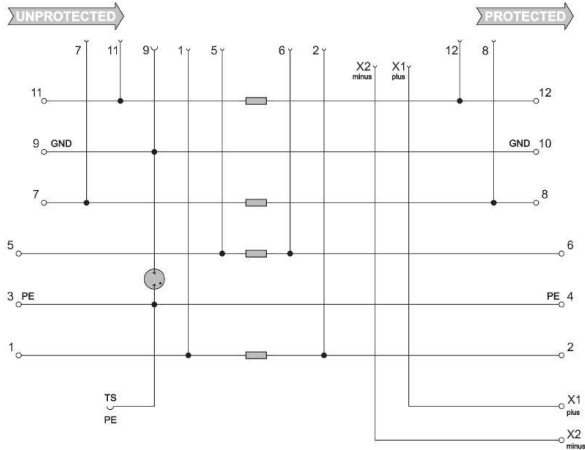 UNPROTECTED
PROTECTED
7 11 9 1 5 6 2 12 8
X2 X1
minus plus
11 12
9 GND GND 10
7 8
5 6
3 PE PE 4
1 2
TS
PE
X1
plus
X2
minus